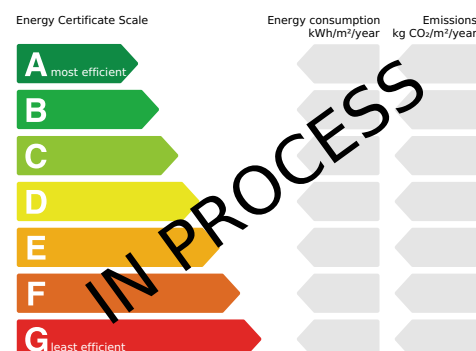 Energy Certificate Scale
Energy consumption
kWh/m²/year
Emissions
kg CO₂/m²/year
A most efficient
B
C
D
E
F
G least efficient
IN PROCESS